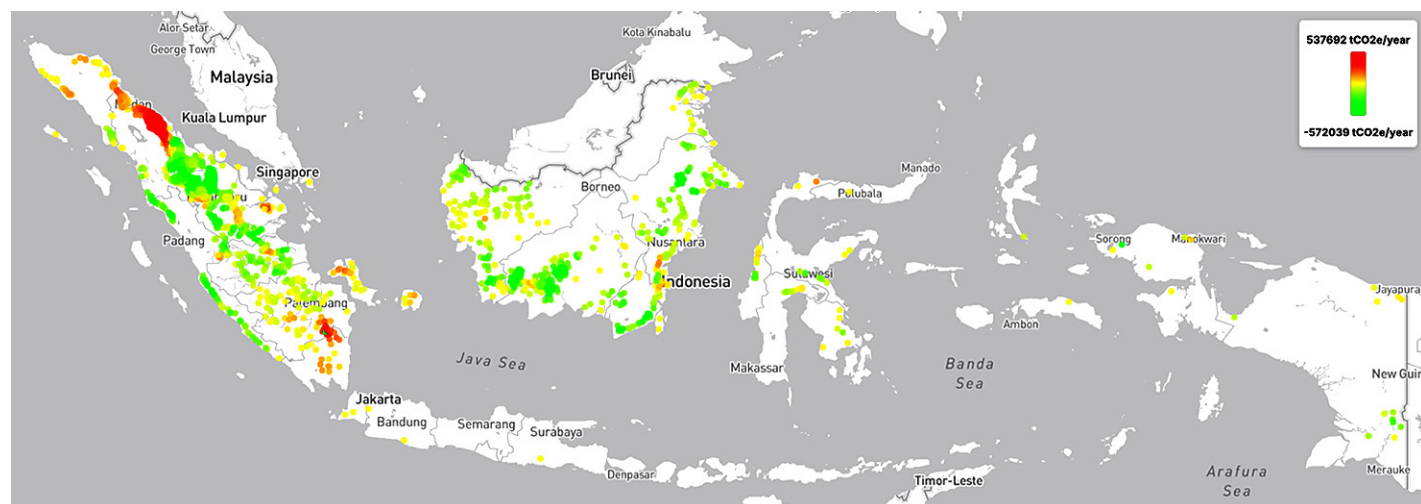 Alor Setar
George Town
Malaysia
Kuala Lumpur
Singapore
Padang
Palembang
Kota Kinabalu
Brunei
Borneo
Nusantara
Indonesia
Manado
Pulubala
Sulawesi
Makassar
Java Sea
Jakarta
Bandung
Semarang
Surabaya
Denpasar
Timor-Leste
Banda
Sea
Ambon
Sorong
Manokwari
Jayapura
New Gui
Merauke
Arafura
Sea
537692 tCO2e/year
-572039 tCO2e/year